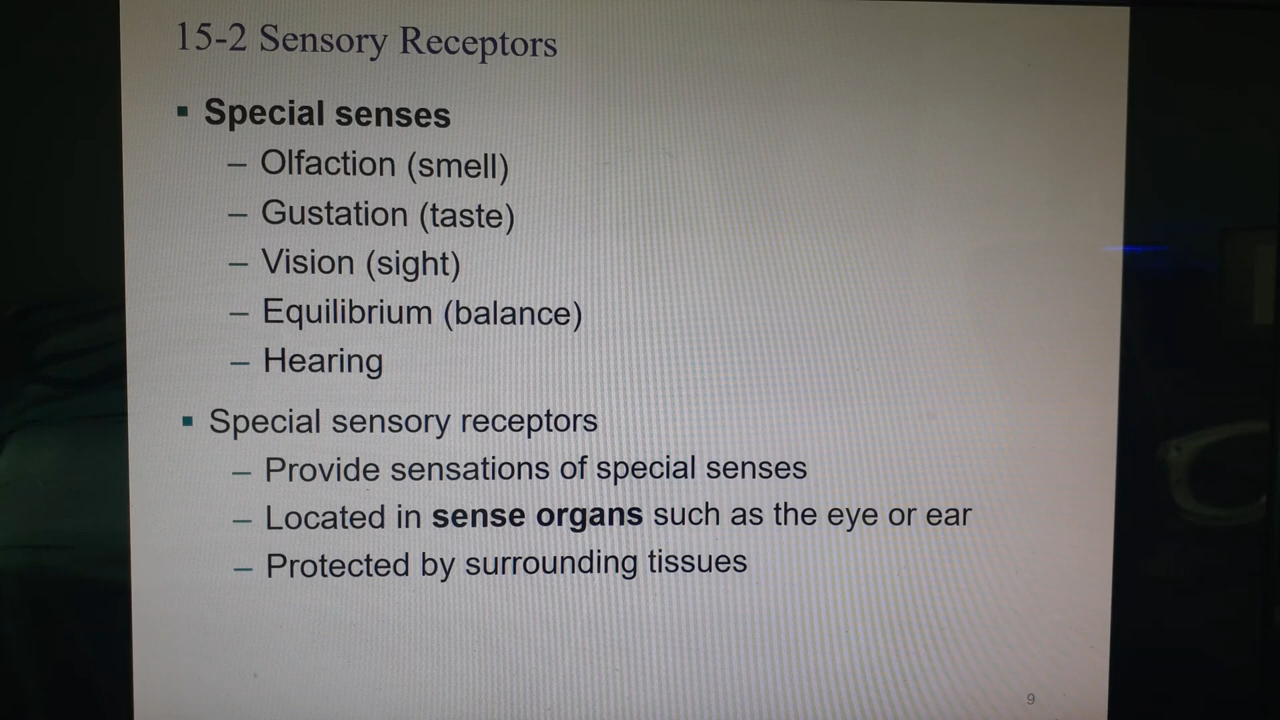 15-2 Sensory Receptors
▪ Special senses
– Olfaction (smell)
– Gustation (taste)
– Vision (sight)
– Equilibrium (balance)
– Hearing
▪ Special sensory receptors
– Provide sensations of special senses
– Located in sense organs such as the eye or ear
– Protected by surrounding tissues
9